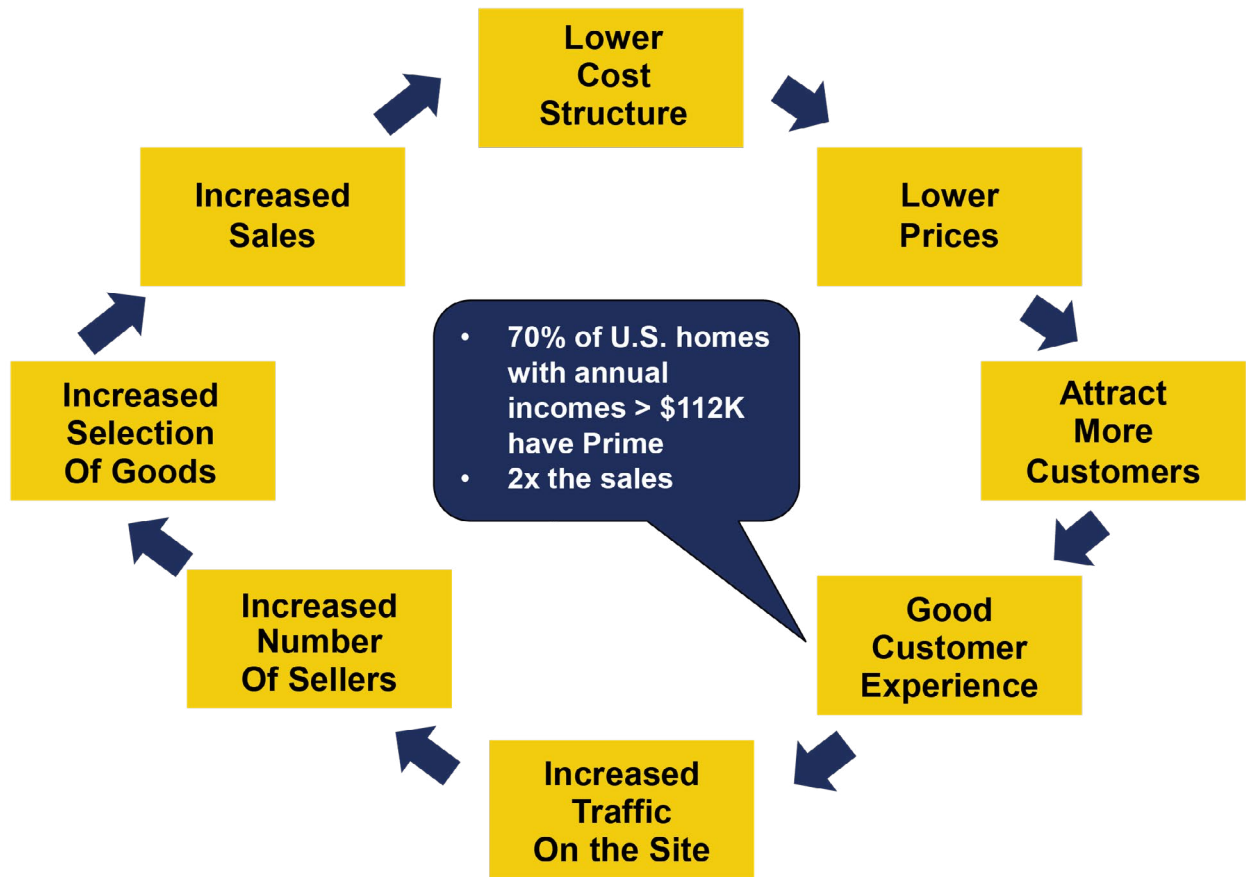 Lower
Cost
Structure
Lower
Prices
Attract
More
Customers
Good
Customer
Experience
Increased
Traffic
On the Site
Increased
Number
Of Sellers
Increased
Selection
Of Goods
Increased
Sales
• 70% of U.S. homes
with annual
incomes > $112K
have Prime
• 2x the sales